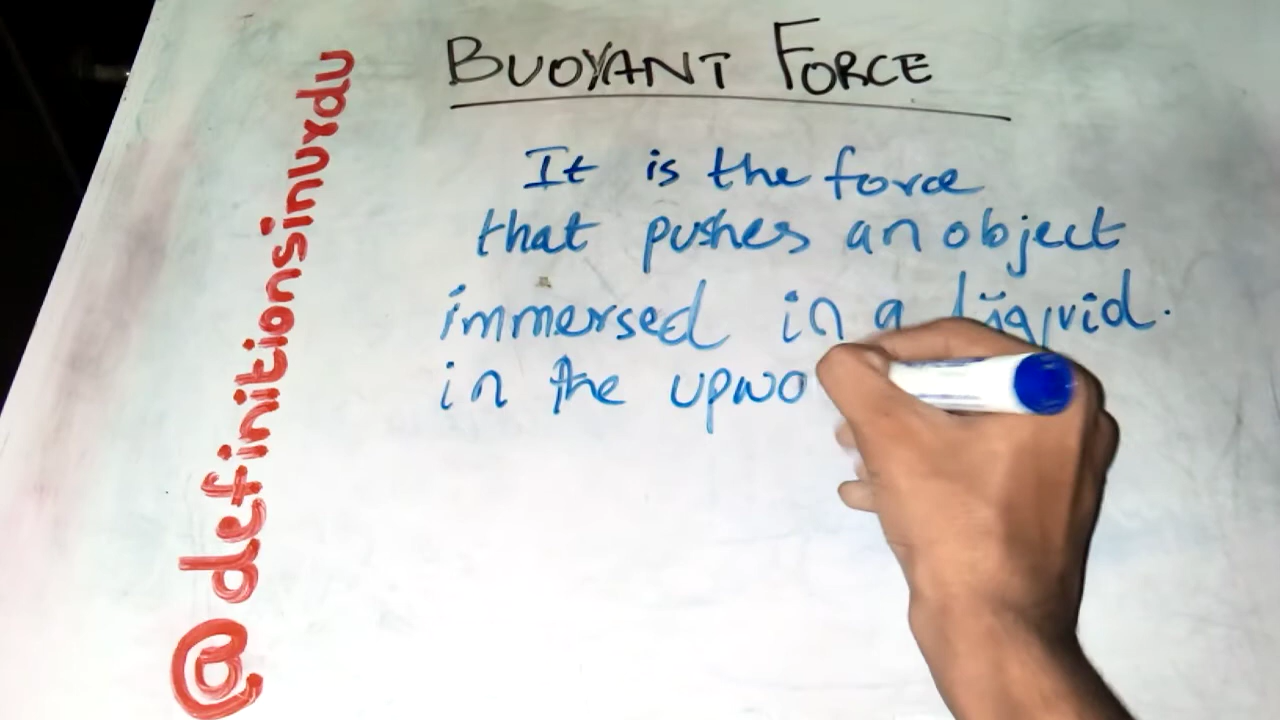 BUOYANT FORCE
It is the force
that pushes an object
immersed in a liquid.
in the
@definitionsinurdu